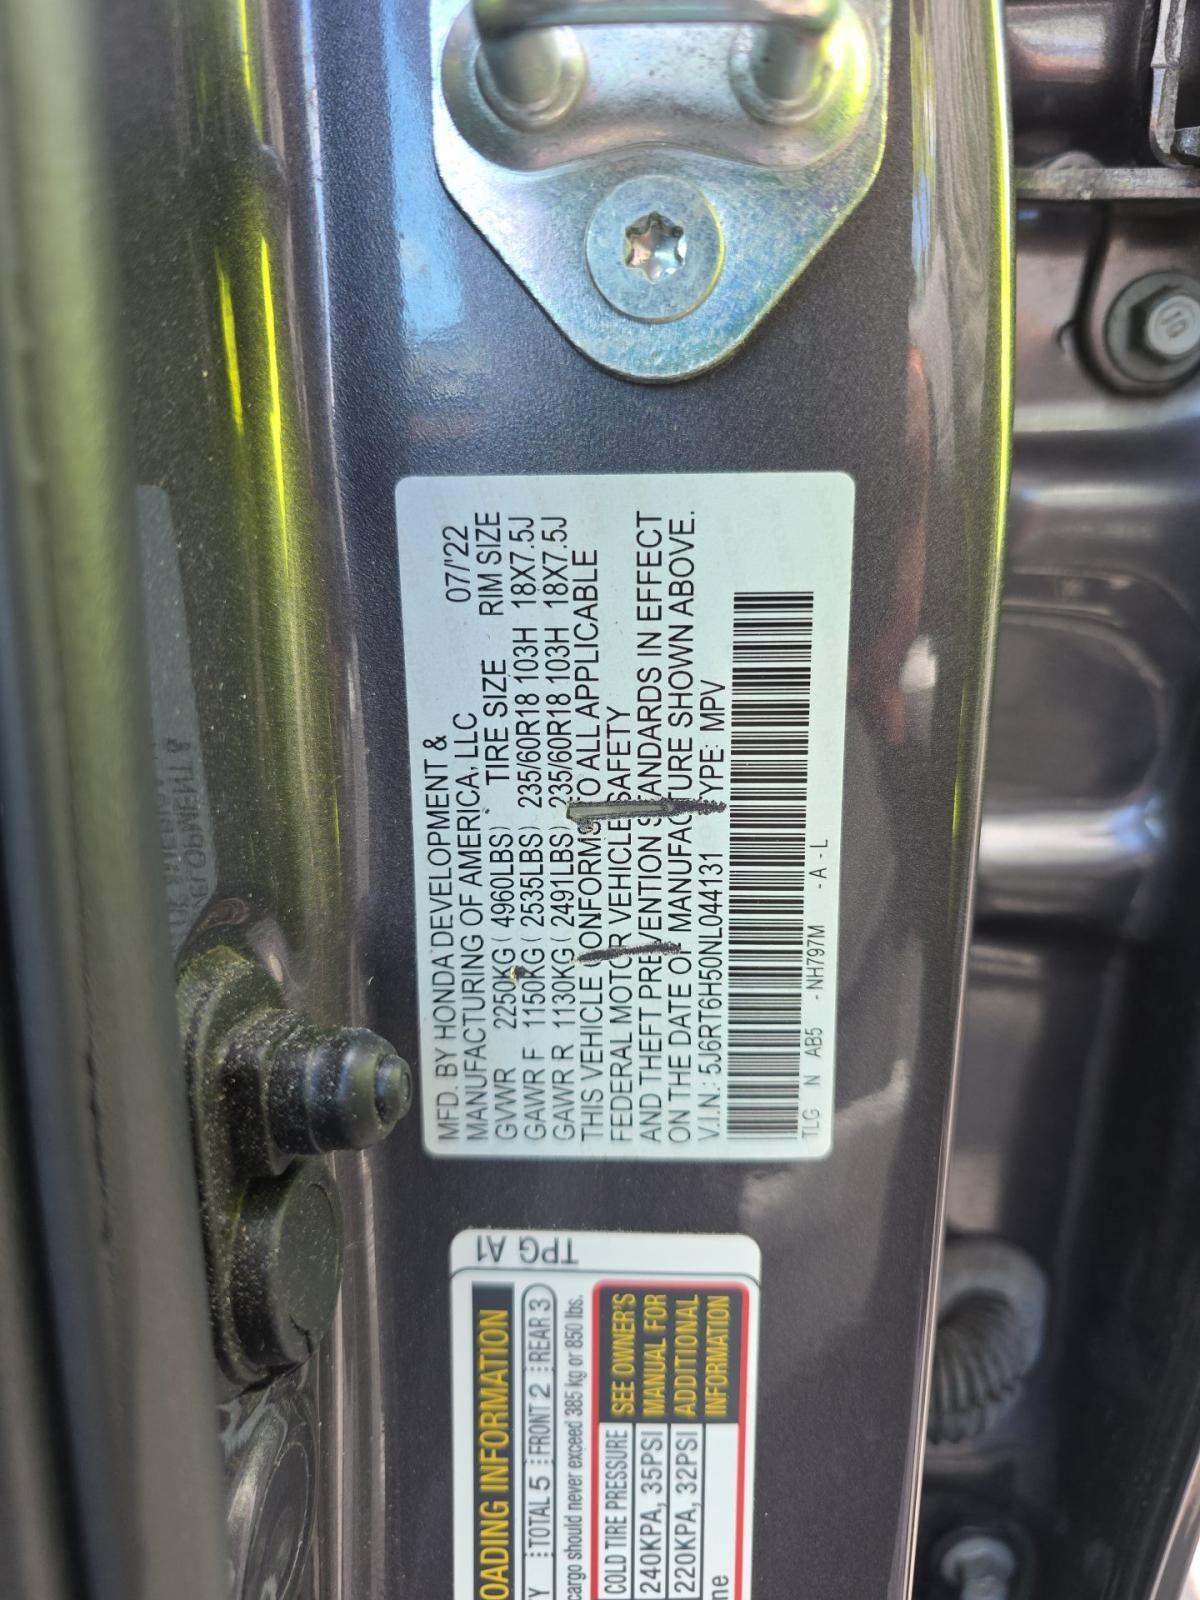 MFD. BY HONDA DEVELOPMENT &
MANUFACTURING OF AMERICA, LLC 07/'22
GVWR 2250KG ( 4960LBS) TIRE SIZE RIM SIZE
GAWR F 1150KG ( 2535LBS) 235/60R18 103H 18X7.5J
GAWR R 1130KG ( 2491LBS) 235/60R18 103H 18X7.5J
THIS VEHICLE CONFORMS TO ALL APPLICABLE
FEDERAL MOTOR VEHICLE SAFETY
AND THEFT PREVENTION STANDARDS IN EFFECT
ON THE DATE OF MANUFACTURE SHOWN ABOVE.
V.I.N.: 5J6RT6H50NL044131 TYPE: MPV
TLG N AB5 - NH797M - A - L
TPG A1
OADING INFORMATION
Y TOTAL 5 FRONT 2 REAR 3
cargo should never exceed 385 kg or 850 lbs.
COLD TIRE PRESSURE
240KPA, 35PSI
220KPA, 32PSI
ne
SEE OWNER'S
MANUAL FOR
ADDITIONAL
INFORMATION
10